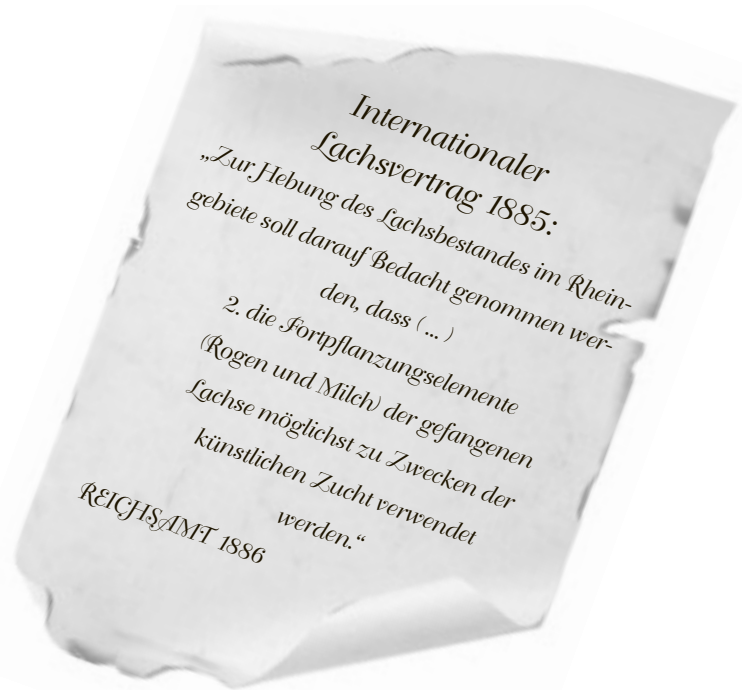 Internationaler
Lachsvertrag 1885:
„Zur Hebung des Lachsbestandes im Rhein-
gebiete soll darauf Bedacht genommen wer-
den, dass (... )
2. die Fortpflanzungselemente
(Rogen und Milch) der gefangenen
Lachse möglichst zu Zwecken der
künstlichen Zucht verwendet
werden.“
REICHSAMT 1886